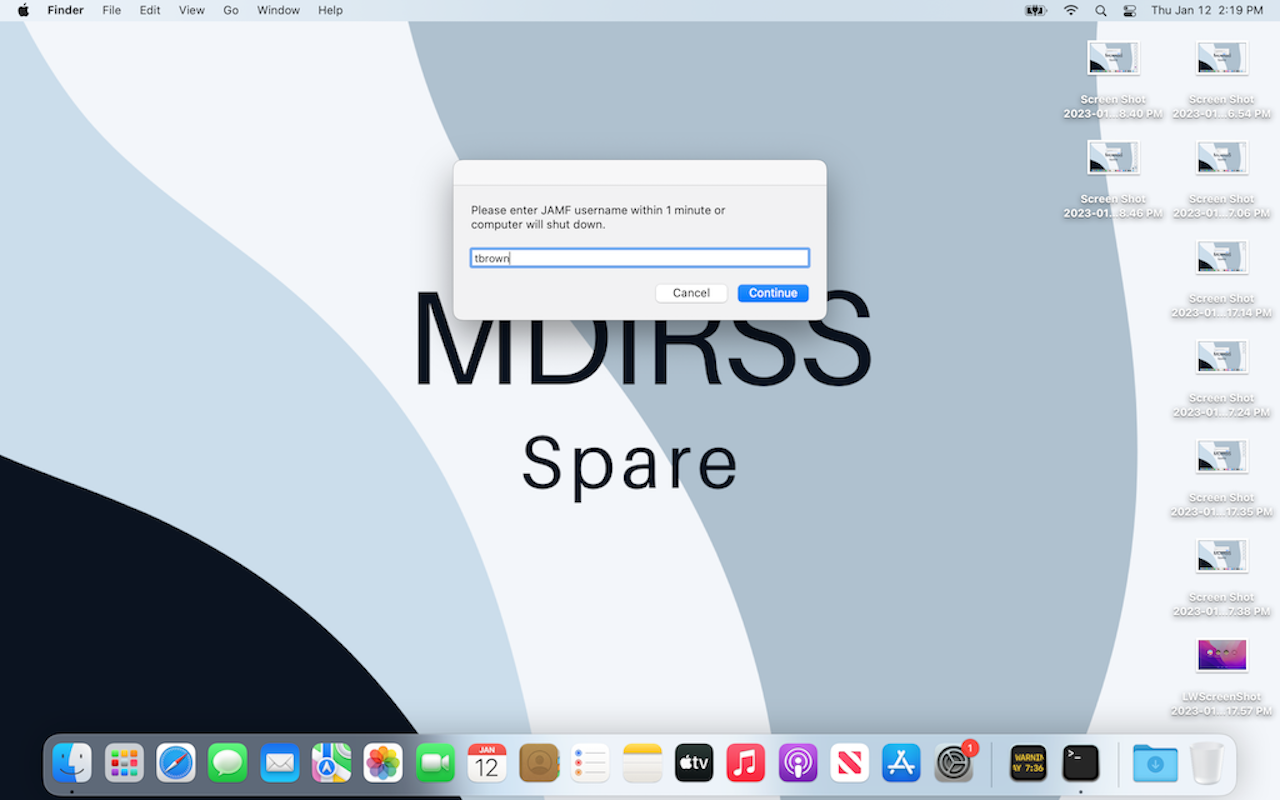 Finder File Edit View Go Window Help
Thu Jan 12 2:19 PM
Please enter JAMF username within 1 minute or
computer will shut down.
tbrown
Cancel Continue
MDIRSS
Spare
Screen Shot
2023-01...8.40 PM
Screen Shot
2023-01...6.54 PM
Screen Shot
2023-01...8.46 PM
Screen Shot
2023-01...7.06 PM
Screen Shot
2023-01...17.14 PM
Screen Shot
2023-01...7.24 PM
Screen Shot
2023-01...17.35 PM
Screen Shot
2023-01...7.38 PM
LWScreenShot
2023-01...17.57 PM
JAN
12
tv
1
WARNIN
AY 7:36
>_